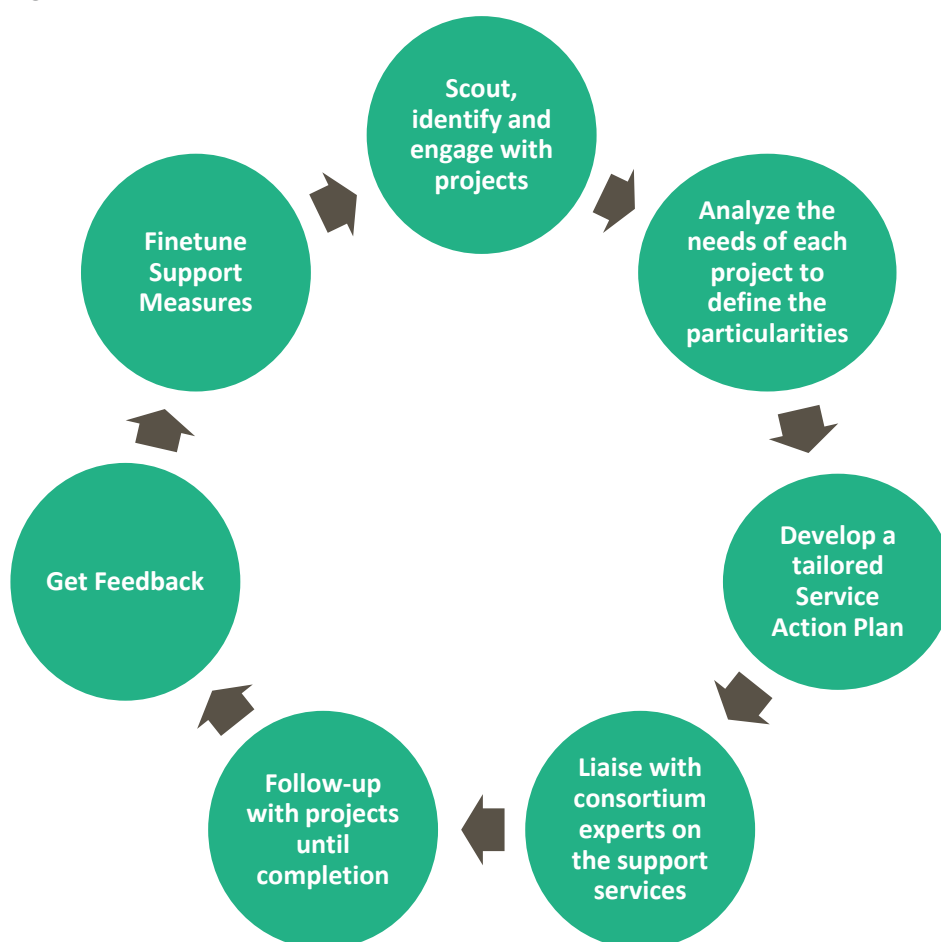 Scout,
identify and
engage with
projects
Analyze the
needs of each
project to
define the
particularities
Develop a
tailored
Service
Action Plan
Liaise with
consortium
experts on
the support
services
Follow-up
with projects
until
completion
Get Feedback
Finetune
Support
Measures